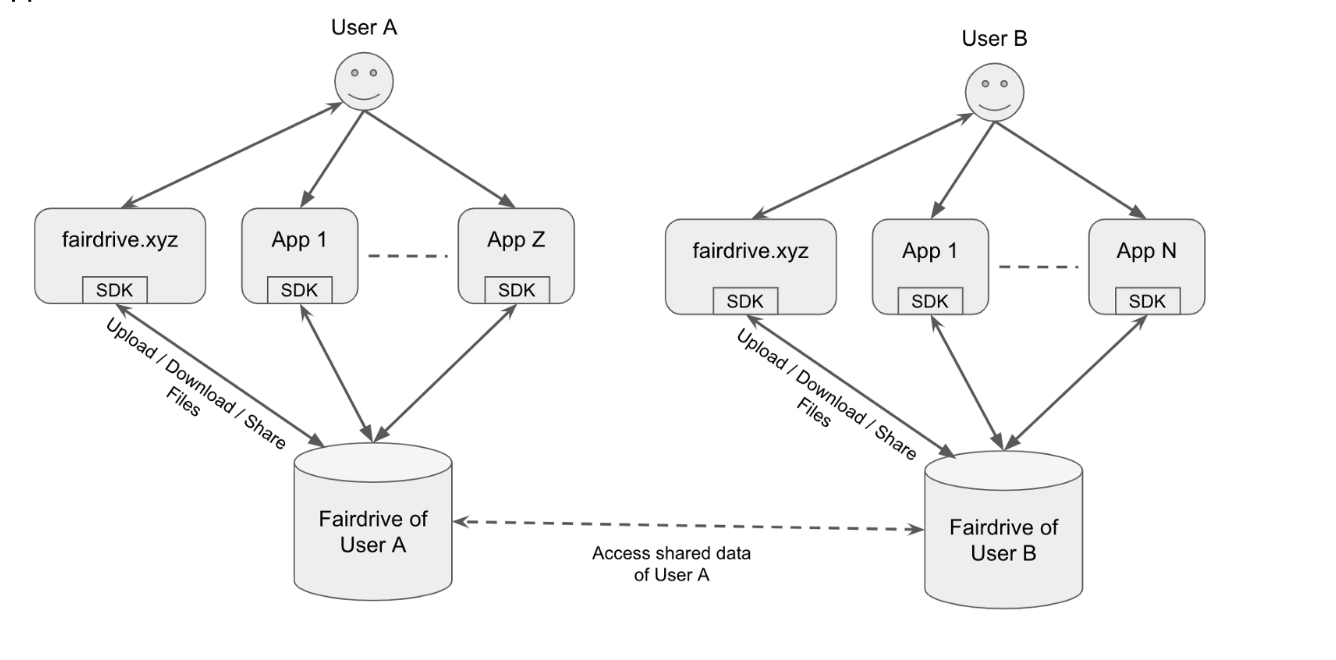 User A
User B
fairdrive.xyz
SDK
App 1
SDK
App Z
SDK
fairdrive.xyz
SDK
App 1
SDK
App N
SDK
Upload / Download / Share
Files
Upload / Download / Share
Files
Fairdrive of
User A
Access shared data
of User A
Fairdrive of
User B